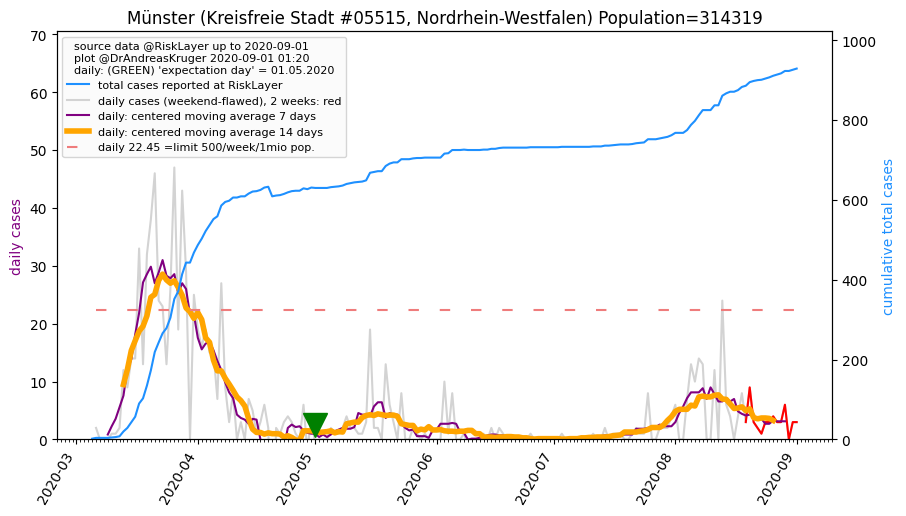 Münster (Kreisfreie Stadt #05515, Nordrhein-Westfalen) Population=314319
source data @RiskLayer up to 2020-09-01
plot @DrAndreasKruger 2020-09-01 01:20
daily: (GREEN) 'expectation day' = 01.05.2020
total cases reported at RiskLayer
daily cases (weekend-flawed), 2 weeks: red
daily: centered moving average 7 days
daily: centered moving average 14 days
daily 22.45 =limit 500/week/1mio pop.
daily cases
70
60
50
40
30
20
10
0
cumulative total cases
1000
800
600
400
200
0
2020-03
2020-04
2020-05
2020-06
2020-07
2020-08
2020-09